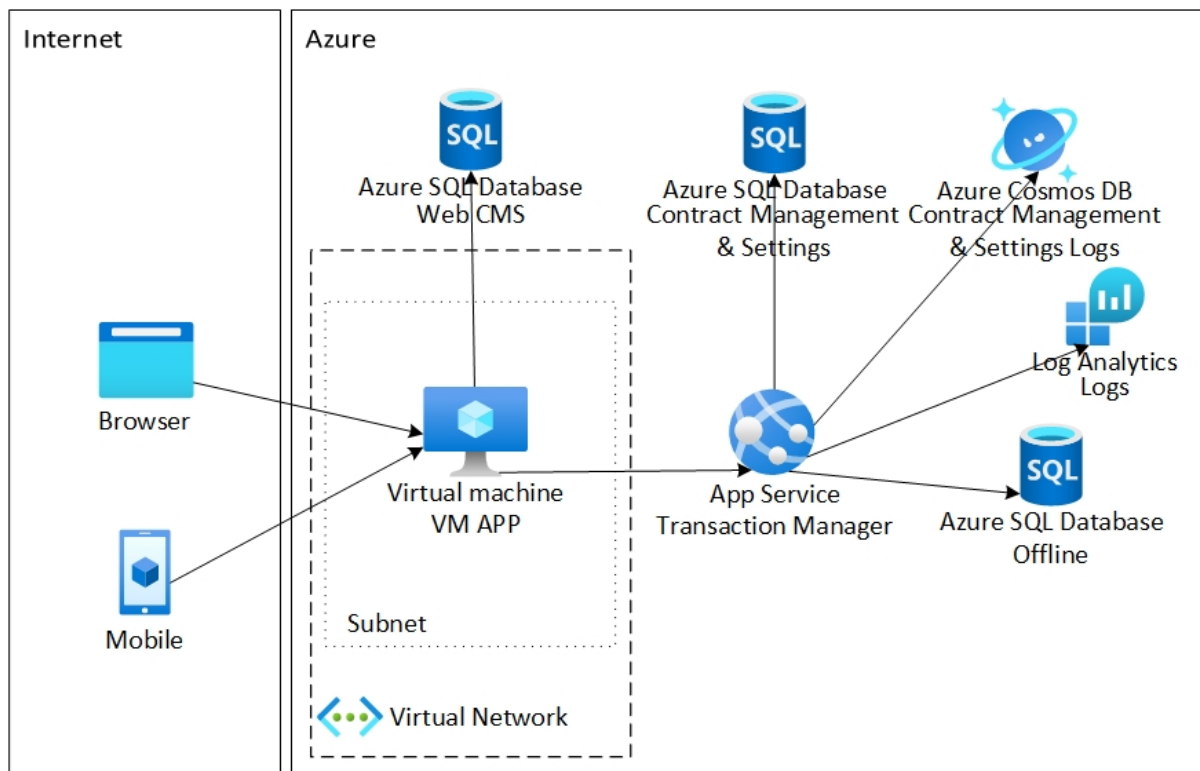 Internet
Azure
SQL
Azure SQL Database
Web CMS
SQL
Azure SQL Database
Contract Management
& Settings
Azure Cosmos DB
Contract Management
& Settings Logs
Log Analytics
Logs
Browser
Mobile
Virtual machine
VM APP
Subnet
Virtual Network
App Service
Transaction Manager
SQL
Azure SQL Database
Offline